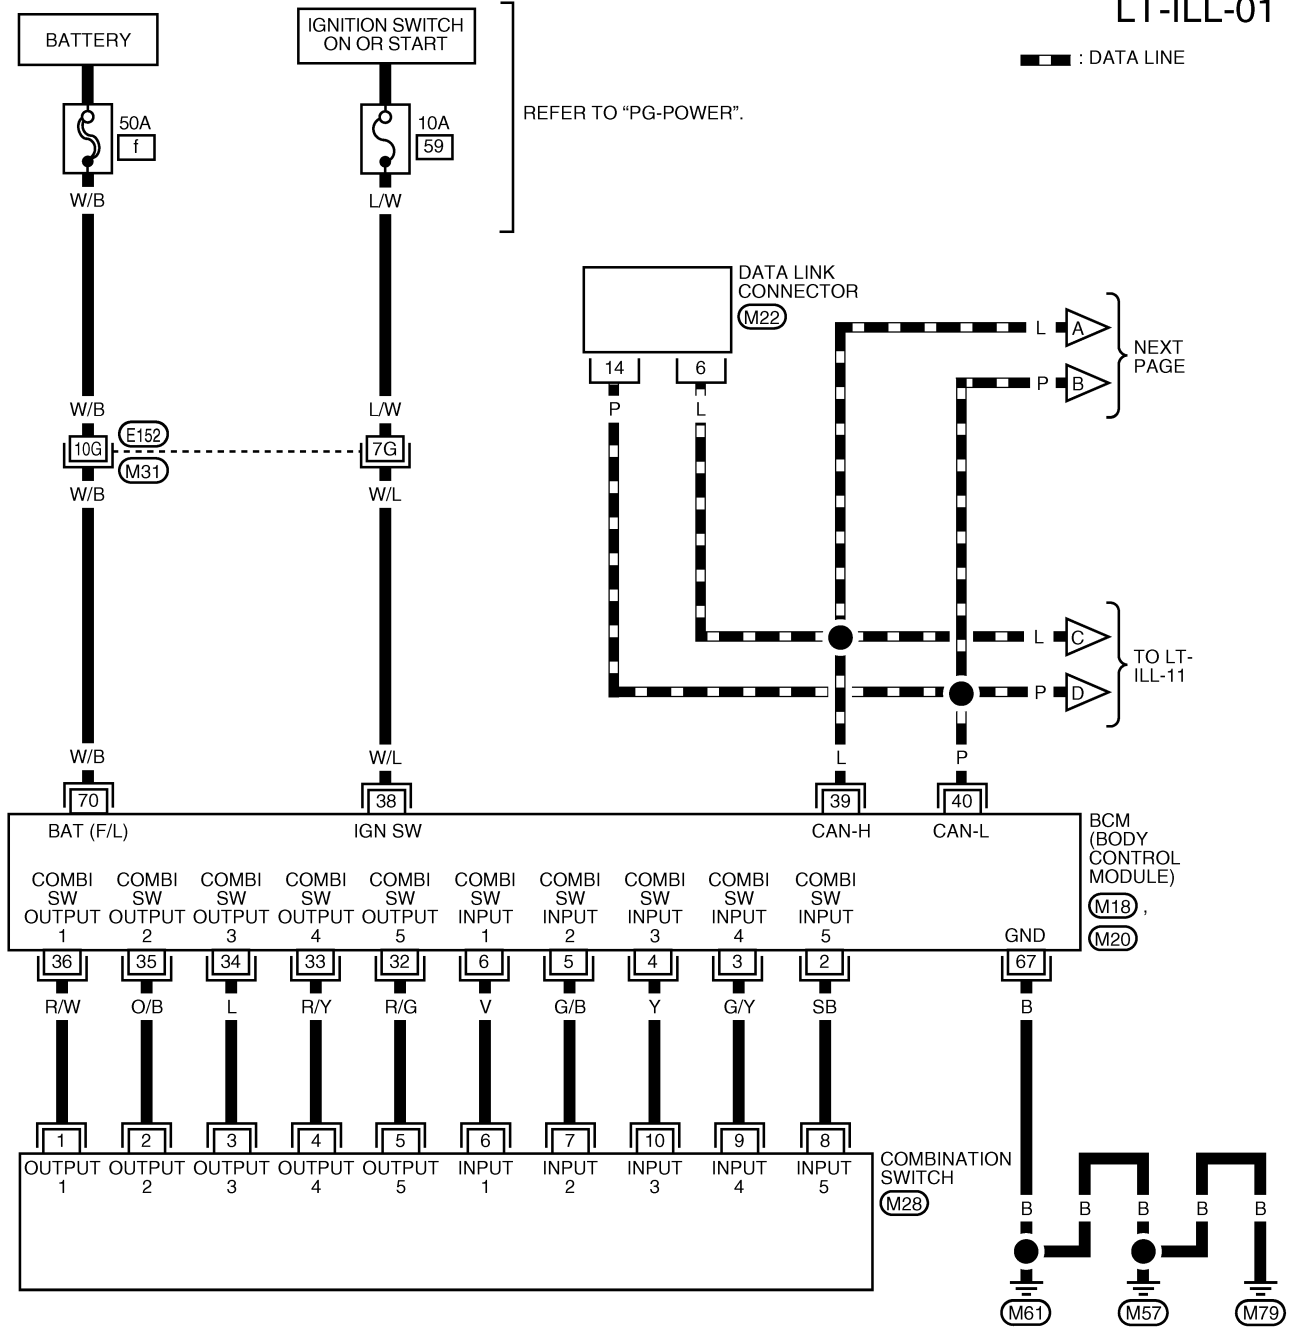 LT-ILL-01
BATTERY
IGNITION SWITCH
ON OR START
: DATA LINE
50A
f
10A
59
REFER TO “PG-POWER”.
W/B
L/W
DATA LINK
CONNECTOR
M22
14
6
P
L
L
A
P
B
NEXT
PAGE
W/B
L/W
10G
E152
M31
7G
W/B
W/L
L
C
P
D
TO LT-
ILL-11
W/B
W/L
L
P
70
38
39
40
BAT (F/L)
IGN SW
CAN-H
CAN-L
BCM
(BODY
CONTROL
MODULE)
M18 ,
M20
COMBI
SW
OUTPUT
1
COMBI
SW
OUTPUT
2
COMBI
SW
OUTPUT
3
COMBI
SW
OUTPUT
4
COMBI
SW
OUTPUT
5
COMBI
SW
INPUT
1
COMBI
SW
INPUT
2
COMBI
SW
INPUT
3
COMBI
SW
INPUT
4
COMBI
SW
INPUT
5
GND
36
35
34
33
32
6
5
4
3
2
67
R/W
O/B
L
R/Y
R/G
V
G/B
Y
G/Y
SB
B
1
2
3
4
5
6
7
10
9
8
OUTPUT
1
OUTPUT
2
OUTPUT
3
OUTPUT
4
OUTPUT
5
INPUT
1
INPUT
2
INPUT
3
INPUT
4
INPUT
5
COMBINATION
SWITCH
M28
B
B
B
B
B
M61
M57
M79